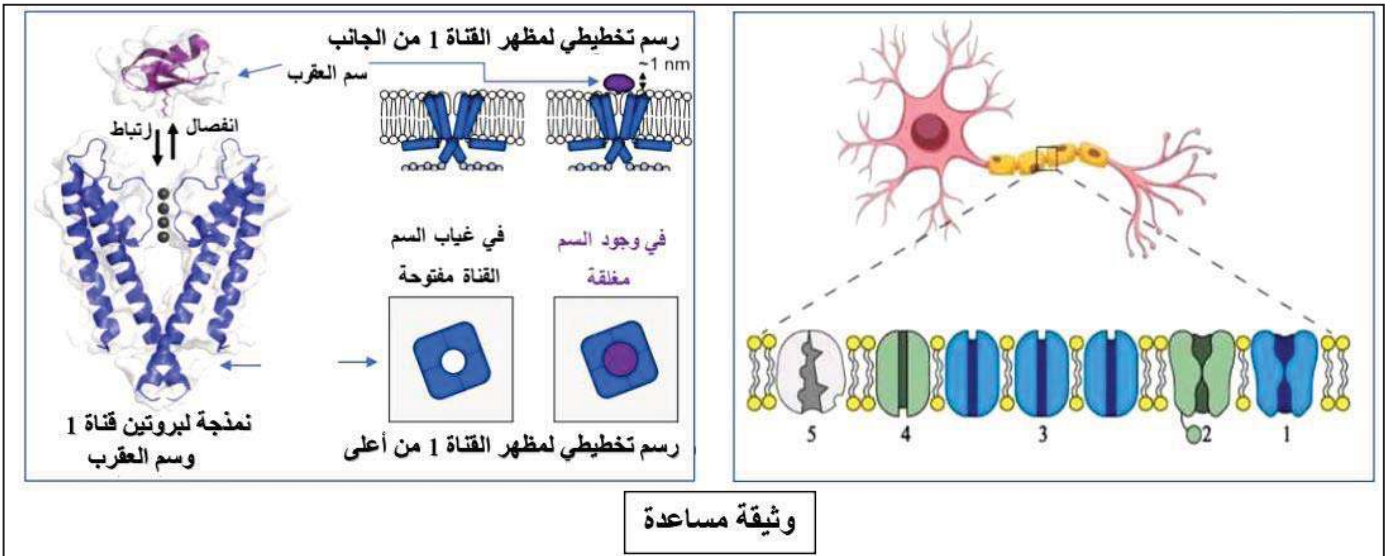 رسم تخطيطي لمظهر القناة 1 من الجانب
سم العقرب
~1 nm
ارتباط
انفصال
في غياب السم
القناة مفتوحة
في وجود السم
مغلقة
نمذجة لبروتين قناة 1
وسم العقرب
رسم تخطيطي لمظهر القناة 1 من أعلى
5
4
3
2
1
وثيقة مساعدة